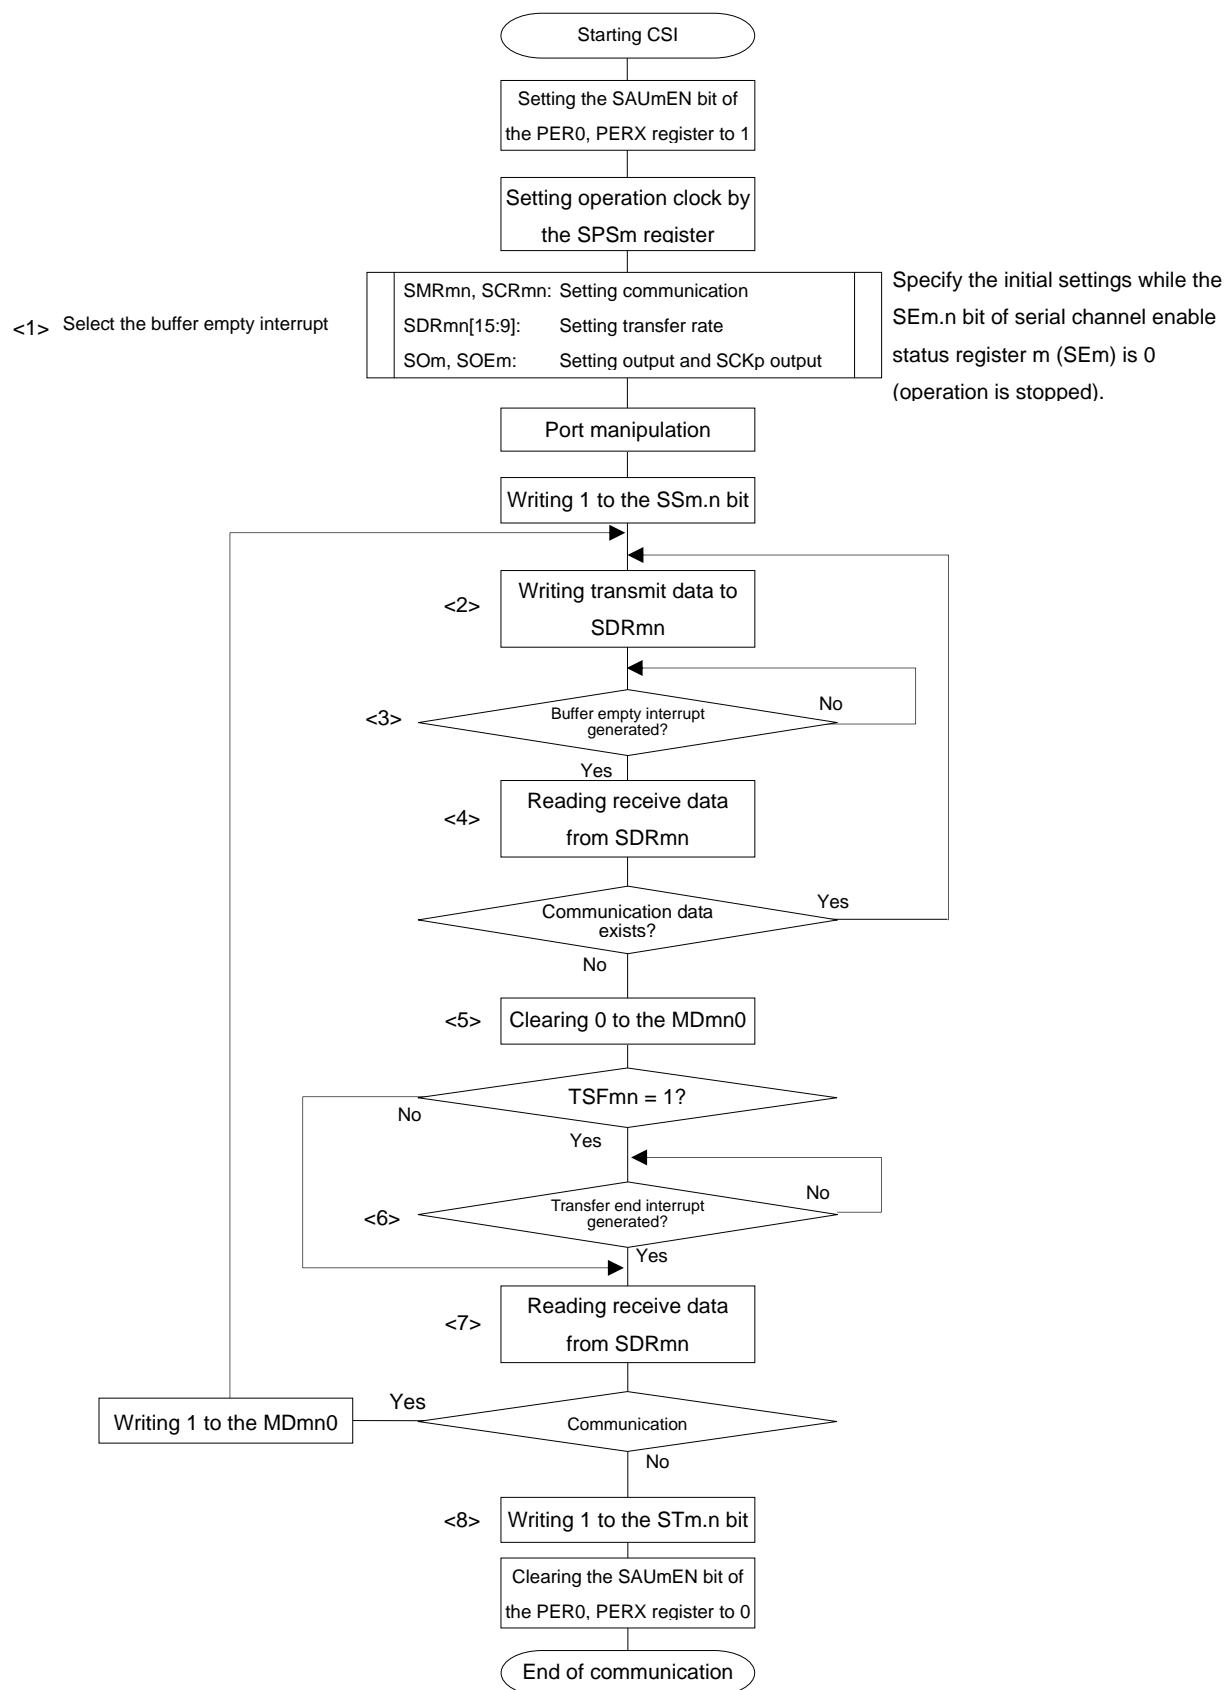 Starting CSI
Setting the SAUmEN bit of
the PER0, PERX register to 1
Setting operation clock by
the SPSm register
<1> Select the buffer empty interrupt
SMRmn, SCRmn: Setting communication
SDRmn[15:9]: Setting transfer rate
SOm, SOEm: Setting output and SCKp output
Specify the initial settings while the
SEm.n bit of serial channel enable
status register m (SEm) is 0
(operation is stopped).
Port manipulation
Writing 1 to the SSm.n bit
<2>
Writing transmit data to
SDRmn
<3>
Buffer empty interrupt
generated?
No
Yes
<4>
Reading receive data
from SDRmn
Communication data
exists?
Yes
No
<5>
Clearing 0 to the MDmn0
TSFmn = 1?
No
Yes
<6>
Transfer end interrupt
generated?
No
Yes
<7>
Reading receive data
from SDRmn
Writing 1 to the MDmn0
Yes
Communication
No
<8>
Writing 1 to the STm.n bit
Clearing the SAUmEN bit of
the PER0, PERX register to 0
End of communication